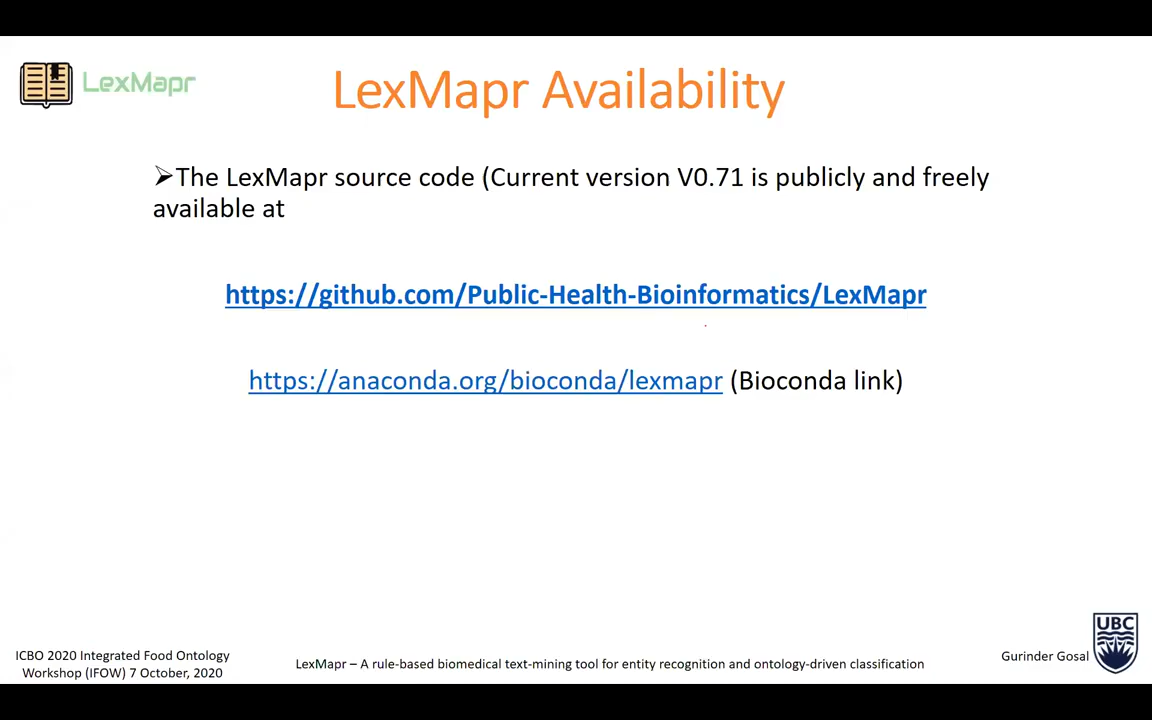 LexMapr
LexMapr Availability
➢The LexMapr source code (Current version V0.71 is publicly and freely
available at
https://github.com/Public-Health-Bioinformatics/LexMapr
https://anaconda.org/bioconda/lexmapr (Bioconda link)
ICBO 2020 Integrated Food Ontology
Workshop (IFOW) 7 October, 2020
LexMapr – A rule-based biomedical text-mining tool for entity recognition and ontology-driven classification
Gurinder Gosal
UBC